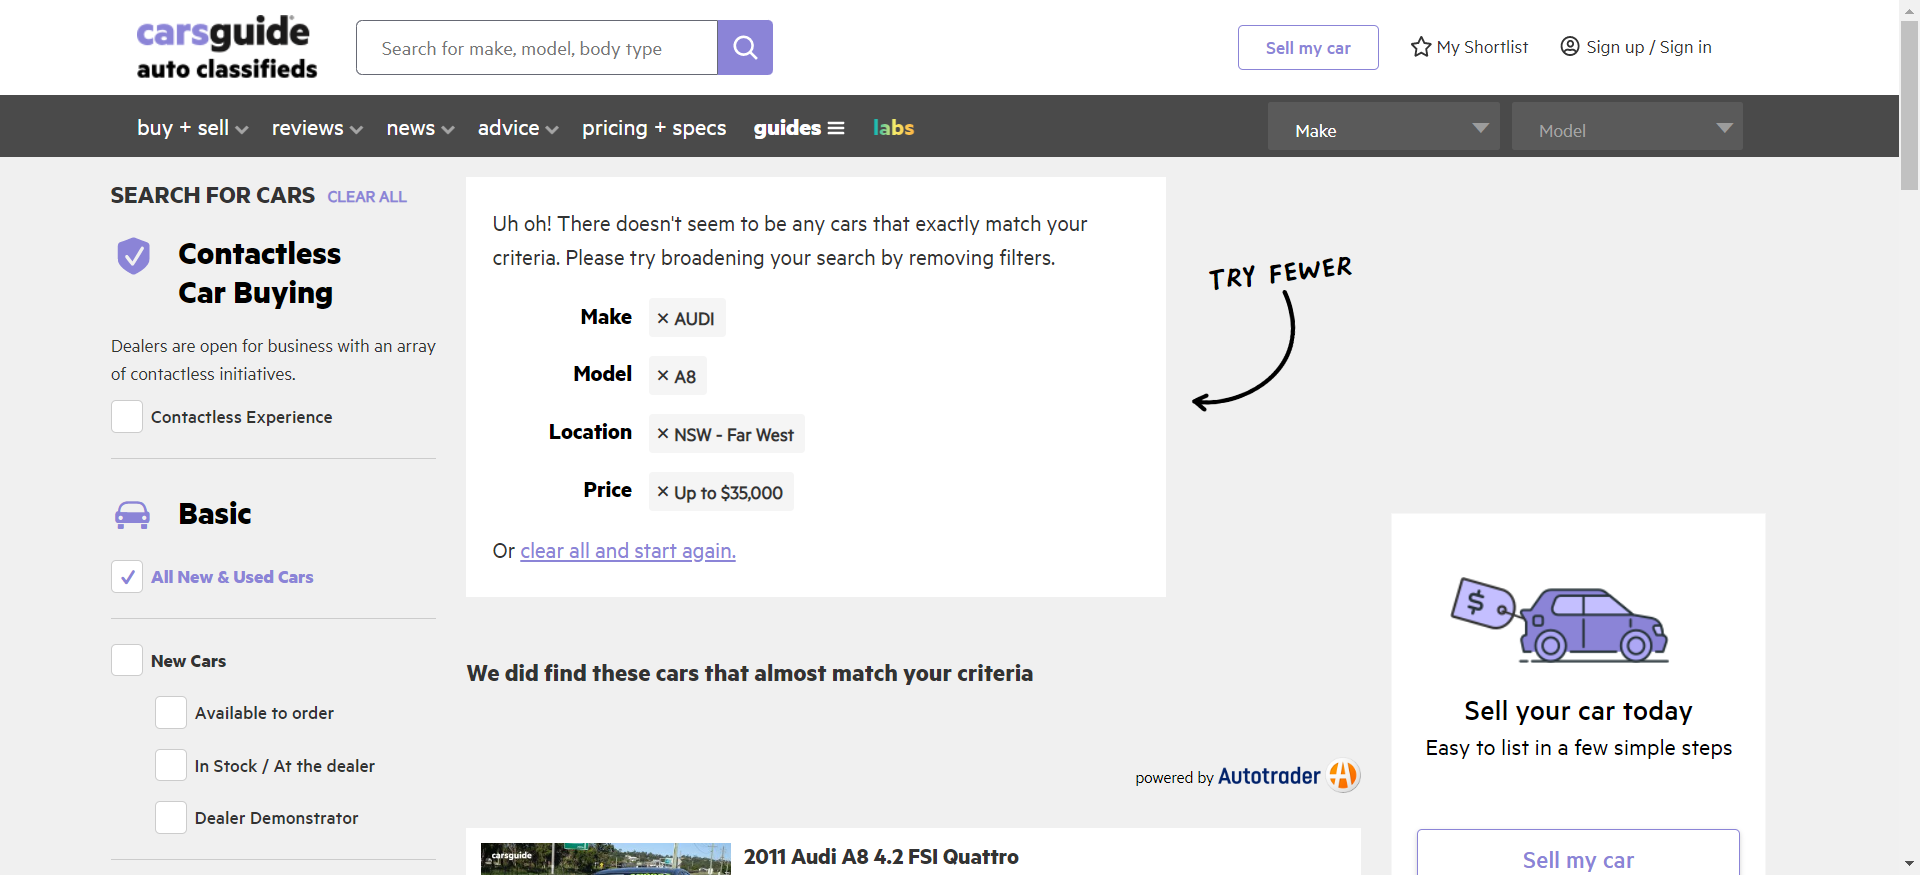 carsguide
auto classifieds
Search for make, model, body type
Sell my car
My Shortlist
Sign up / Sign in
buy + sell
reviews
news
advice
pricing + specs
guides
labs
Make
Model
SEARCH FOR CARS CLEAR ALL
Contactless
Car Buying
Dealers are open for business with an array
of contactless initiatives.
Contactless Experience
Basic
All New & Used Cars
New Cars
Available to order
In Stock / At the dealer
Dealer Demonstrator
Uh oh! There doesn't seem to be any cars that exactly match your
criteria. Please try broadening your search by removing filters.
Make × AUDI
Model × A8
Location × NSW - Far West
Price × Up to $35,000
Or clear all and start again.
TRY FEWER
We did find these cars that almost match your criteria
powered by Autotrader
carsguide
2011 Audi A8 4.2 FSI Quattro
$
Sell your car today
Easy to list in a few simple steps
Sell my car